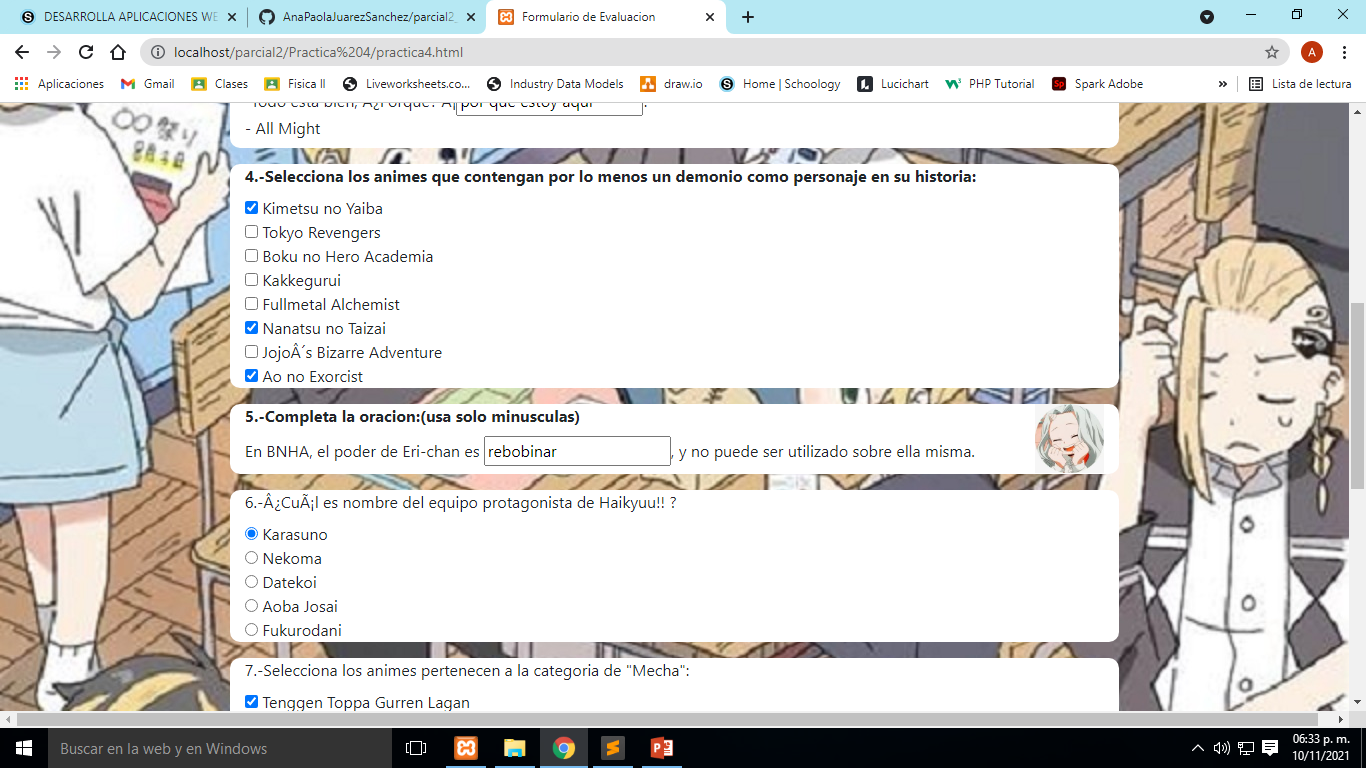 DESARROLLA APLICACIONES WE
AnaPaolaJuarezSanchez/parcial2_
Formulario de Evaluacion
localhost/parcial2/Practica%204/practica4.html
A
Aplicaciones
Gmail
Clases
Fisica II
Liveworksheets.co...
Industry Data Models
draw.io
Home | Schoology
Lucichart
PHP Tutorial
Spark Adobe
»
Lista de lectura
"Todo esta bien, Â¿Porque? Â¡ por que estoy aqui !
- All Might
4.-Selecciona los animes que contengan por lo menos un demonio como personaje en su historia:
Kimetsu no Yaiba
Tokyo Revengers
Boku no Hero Academia
Kakkegurui
Fullmetal Alchemist
Nanatsu no Taizai
JojoÂ´s Bizarre Adventure
Ao no Exorcist
5.-Completa la oracion:(usa solo minusculas)
En BNHA, el poder de Eri-chan es rebobinar, y no puede ser utilizado sobre ella misma.
6.-Â¿CuÃ¡l es nombre del equipo protagonista de Haikyuu!! ?
Karasuno
Nekoma
Datekoi
Aoba Josai
Fukurodani
7.-Selecciona los animes pertenecen a la categoria de "Mecha":
Tenggen Toppa Gurren Lagan
Buscar en la web y en Windows
06:33 p. m.
10/11/2021